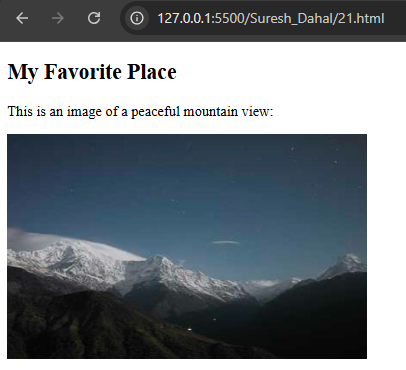 127.0.0.1:5500/Suresh_Dahal/21.html
My Favorite Place
This is an image of a peaceful mountain view: